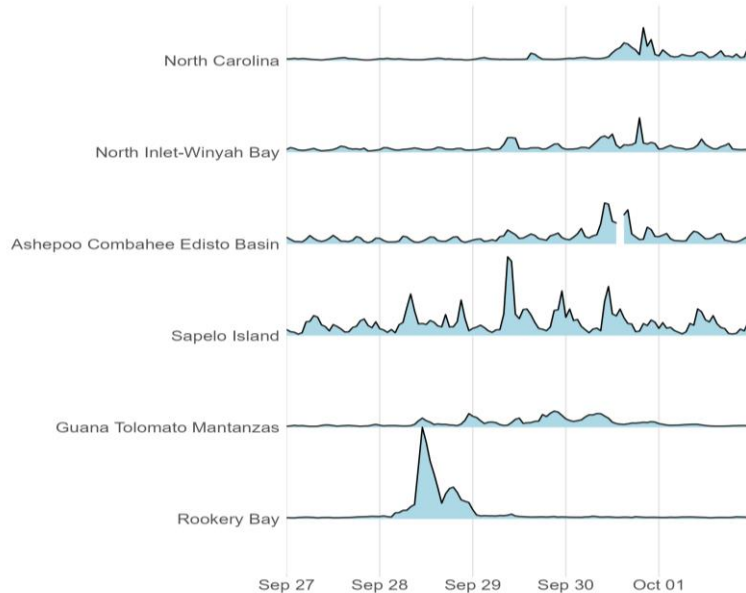 North Carolina
North Inlet-Winyah Bay
Ashepoo Combahee Edisto Basin
Sapelo Island
Guana Tolomato Mantanzas
Rookery Bay
Sep 27 Sep 28 Sep 29 Sep 30 Oct 01